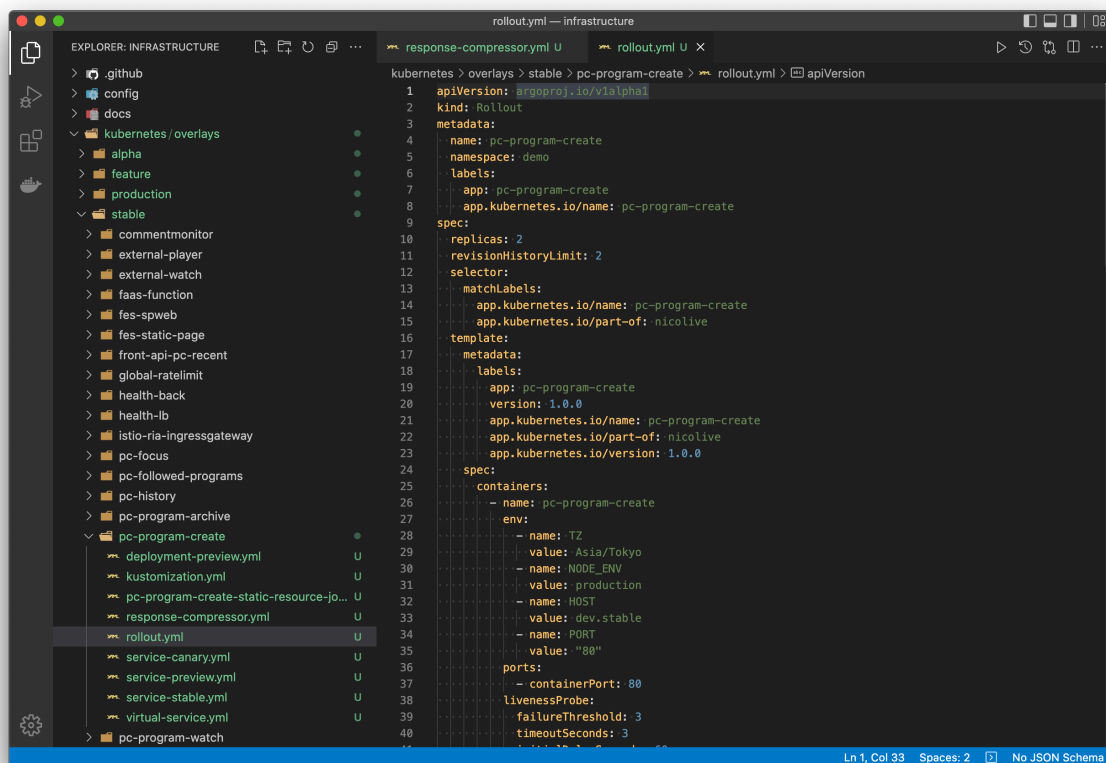 rollout.yml — infrastructure
EXPLORER: INFRASTRUCTURE
.github
config
docs
kubernetes/overlays
alpha
feature
production
stable
commentmonitor
external-player
external-watch
faas-function
fes-spweb
fes-static-page
front-api-pc-recent
global-ratelimit
health-back
health-lb
istio-ria-ingressgateway
pc-focus
pc-followed-programs
pc-history
pc-program-archive
pc-program-create
deployment-preview.yml U
kustomization.yml U
pc-program-create-static-resource-jo... U
response-compressor.yml U
rollout.yml U
service-canary.yml U
service-preview.yml U
service-stable.yml U
virtual-service.yml U
pc-program-watch
response-compressor.yml U
rollout.yml U
kubernetes > overlays > stable > pc-program-create > rollout.yml > apiVersion
1 apiVersion: argoproj.io/v1alpha1
2 kind: Rollout
3 metadata:
4   name: pc-program-create
5   namespace: demo
6   labels:
7     app: pc-program-create
8     app.kubernetes.io/name: pc-program-create
9 spec:
10   replicas: 2
11   revisionHistoryLimit: 2
12   selector:
13     matchLabels:
14       app.kubernetes.io/name: pc-program-create
15       app.kubernetes.io/part-of: nicolive
16   template:
17     metadata:
18       labels:
19         app: pc-program-create
20         version: 1.0.0
21         app.kubernetes.io/name: pc-program-create
22         app.kubernetes.io/part-of: nicolive
23         app.kubernetes.io/version: 1.0.0
24     spec:
25       containers:
26         - name: pc-program-create
27           env:
28             - name: TZ
29               value: Asia/Tokyo
30             - name: NODE_ENV
31               value: production
32             - name: HOST
33               value: dev.stable
34             - name: PORT
35               value: "80"
36           ports:
37             - containerPort: 80
38           livenessProbe:
39             failureThreshold: 3
40             timeoutSeconds: 3
Ln 1, Col 33 Spaces: 2 No JSON Schema